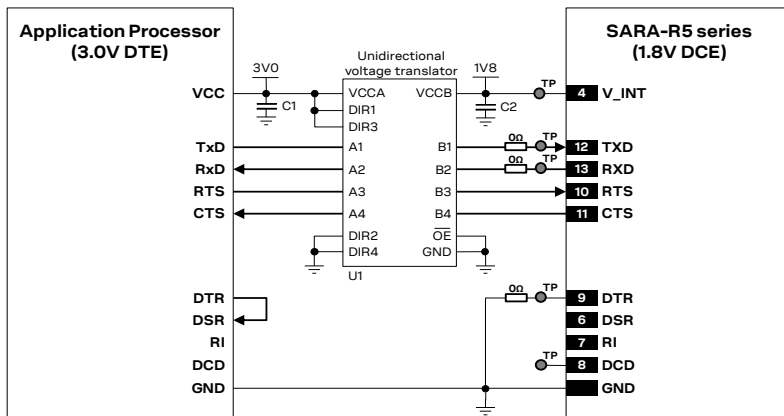 Application Processor
(3.0V DTE)
SARA-R5 series
(1.8V DCE)
Unidirectional
voltage translator
3V0
1V8
TP
VCC
C1
VCCA
VCCB
C2
4
V_INT
DIR1
DIR3
0Ω
TP
TxD
A1
B1
12
TXD
0Ω
TP
RxD
A2
B2
13
RXD
RTS
A3
B3
10
RTS
CTS
A4
B4
11
CTS
DIR2
OE
DIR4
GND
U1
0Ω
TP
DTR
9
DTR
DSR
6
DSR
RI
7
RI
TP
DCD
8
DCD
GND
GND